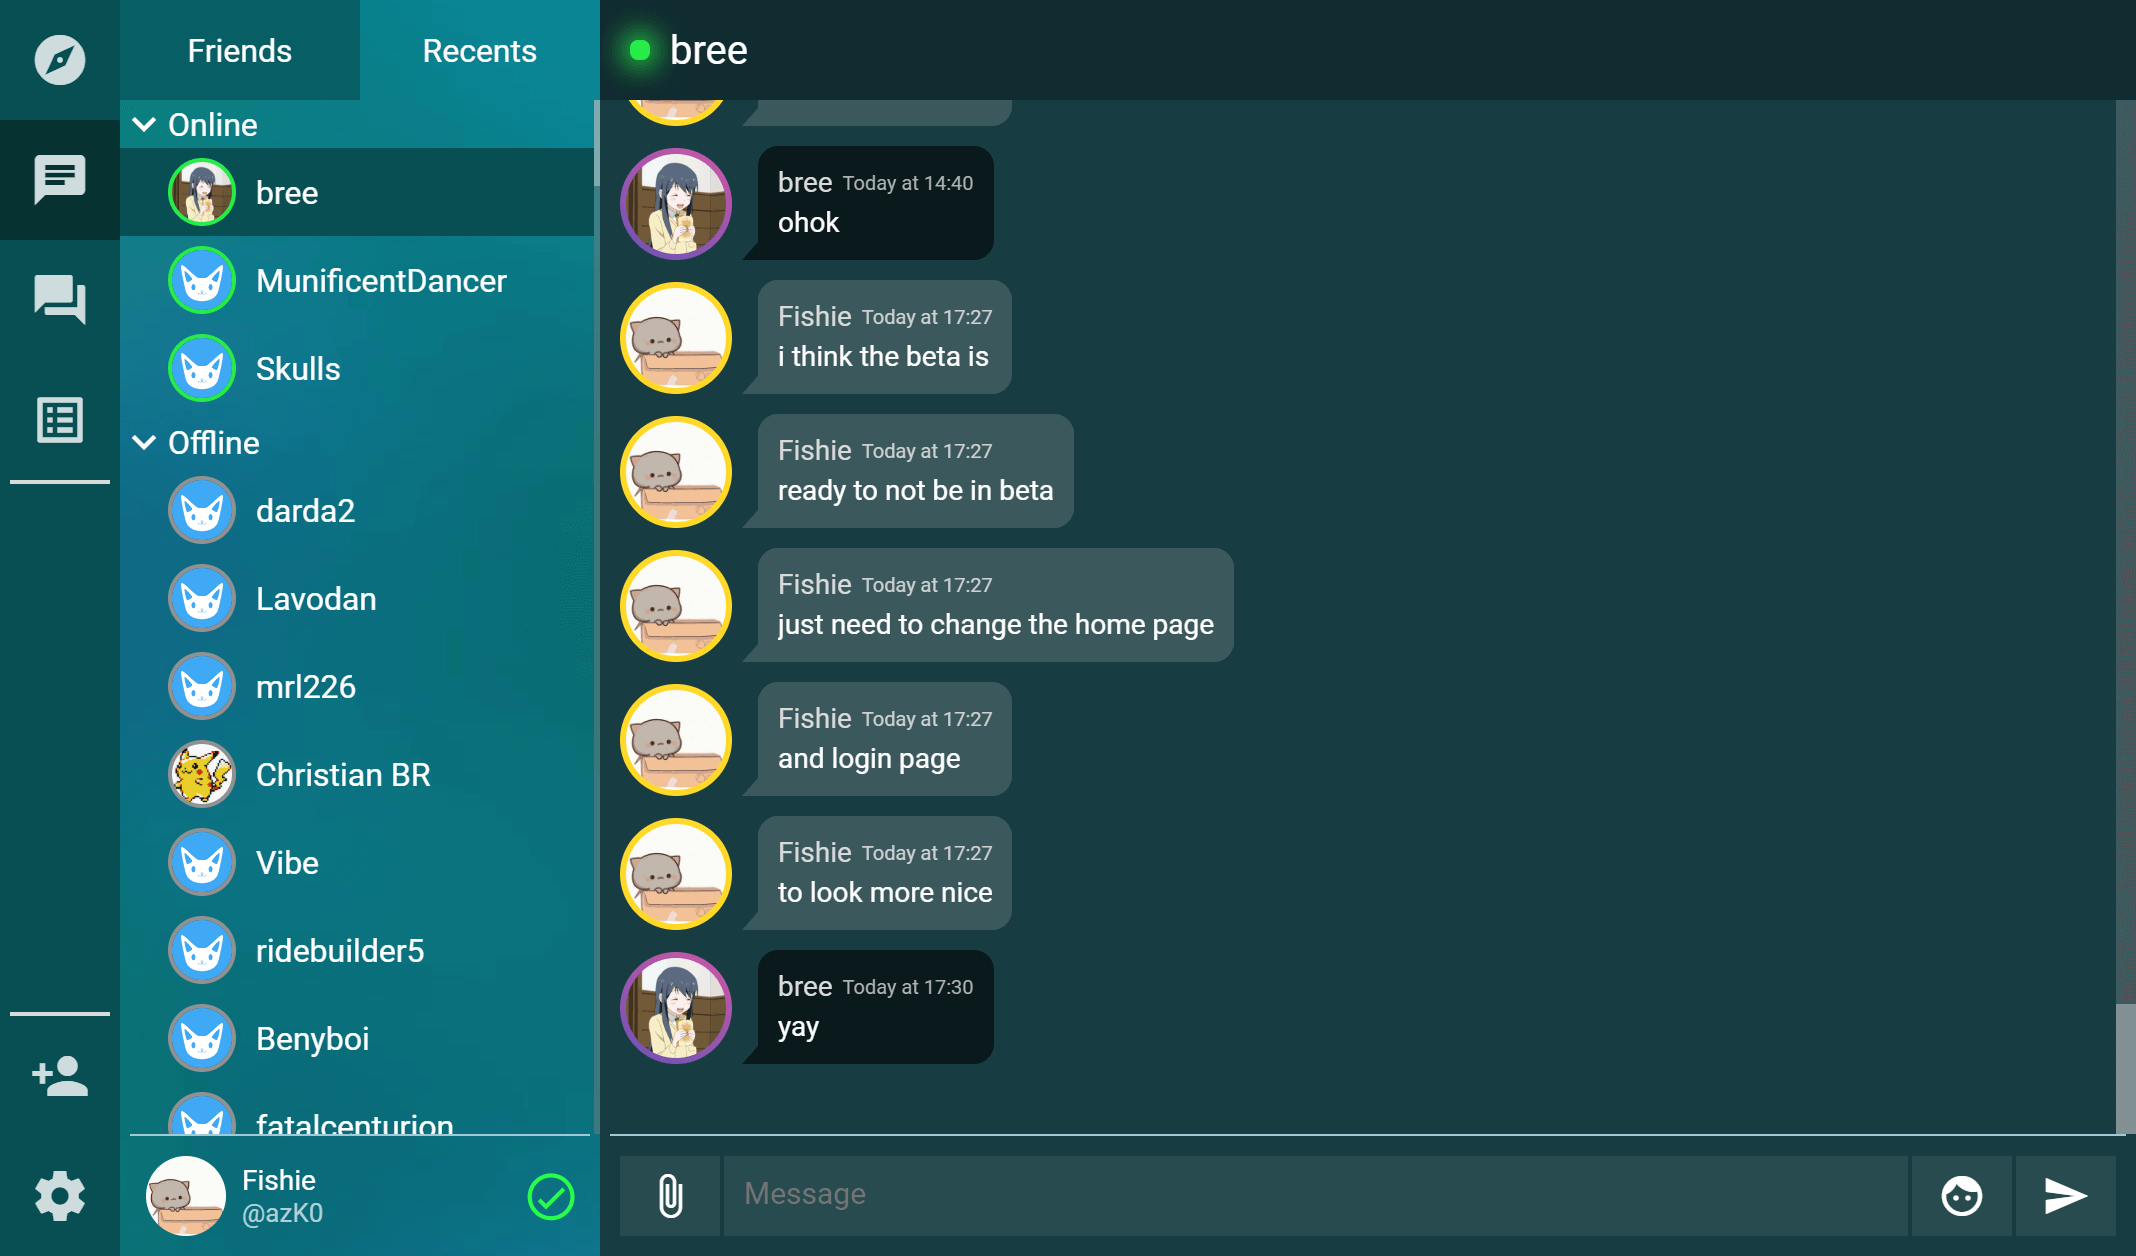 Friends
Recents
Online
bree
MunificentDancer
Skulls
Offline
darda2
Lavodan
mrl226
Christian BR
Vibe
ridebuilder5
Benyboi
fatalcenturion
Fishie
@azK0
bree
bree Today at 14:40
ohok
Fishie Today at 17:27
i think the beta is
Fishie Today at 17:27
ready to not be in beta
Fishie Today at 17:27
just need to change the home page
Fishie Today at 17:27
and login page
Fishie Today at 17:27
to look more nice
bree Today at 17:30
yay
Message